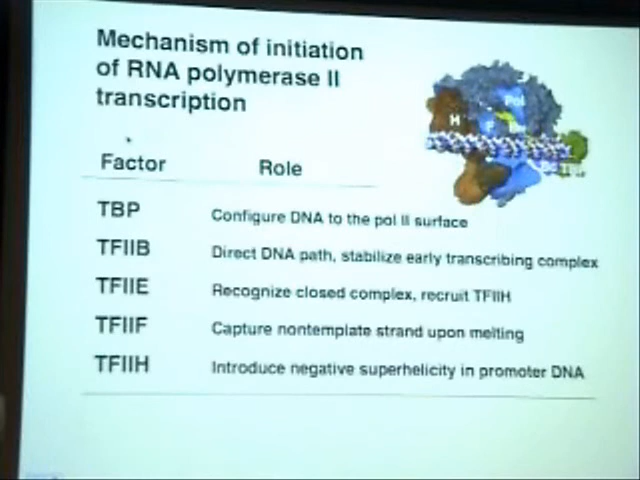 Mechanism of initiation
of RNA polymerase II
transcription
Pol
H
F
Factor Role
TBP Configure DNA to the pol II surface
TFIIB Direct DNA path, stabilize early transcribing complex
TFIIE Recognize closed complex, recruit TFIIH
TFIIF Capture nontemplate strand upon melting
TFIIH Introduce negative superhelicity in promoter DNA